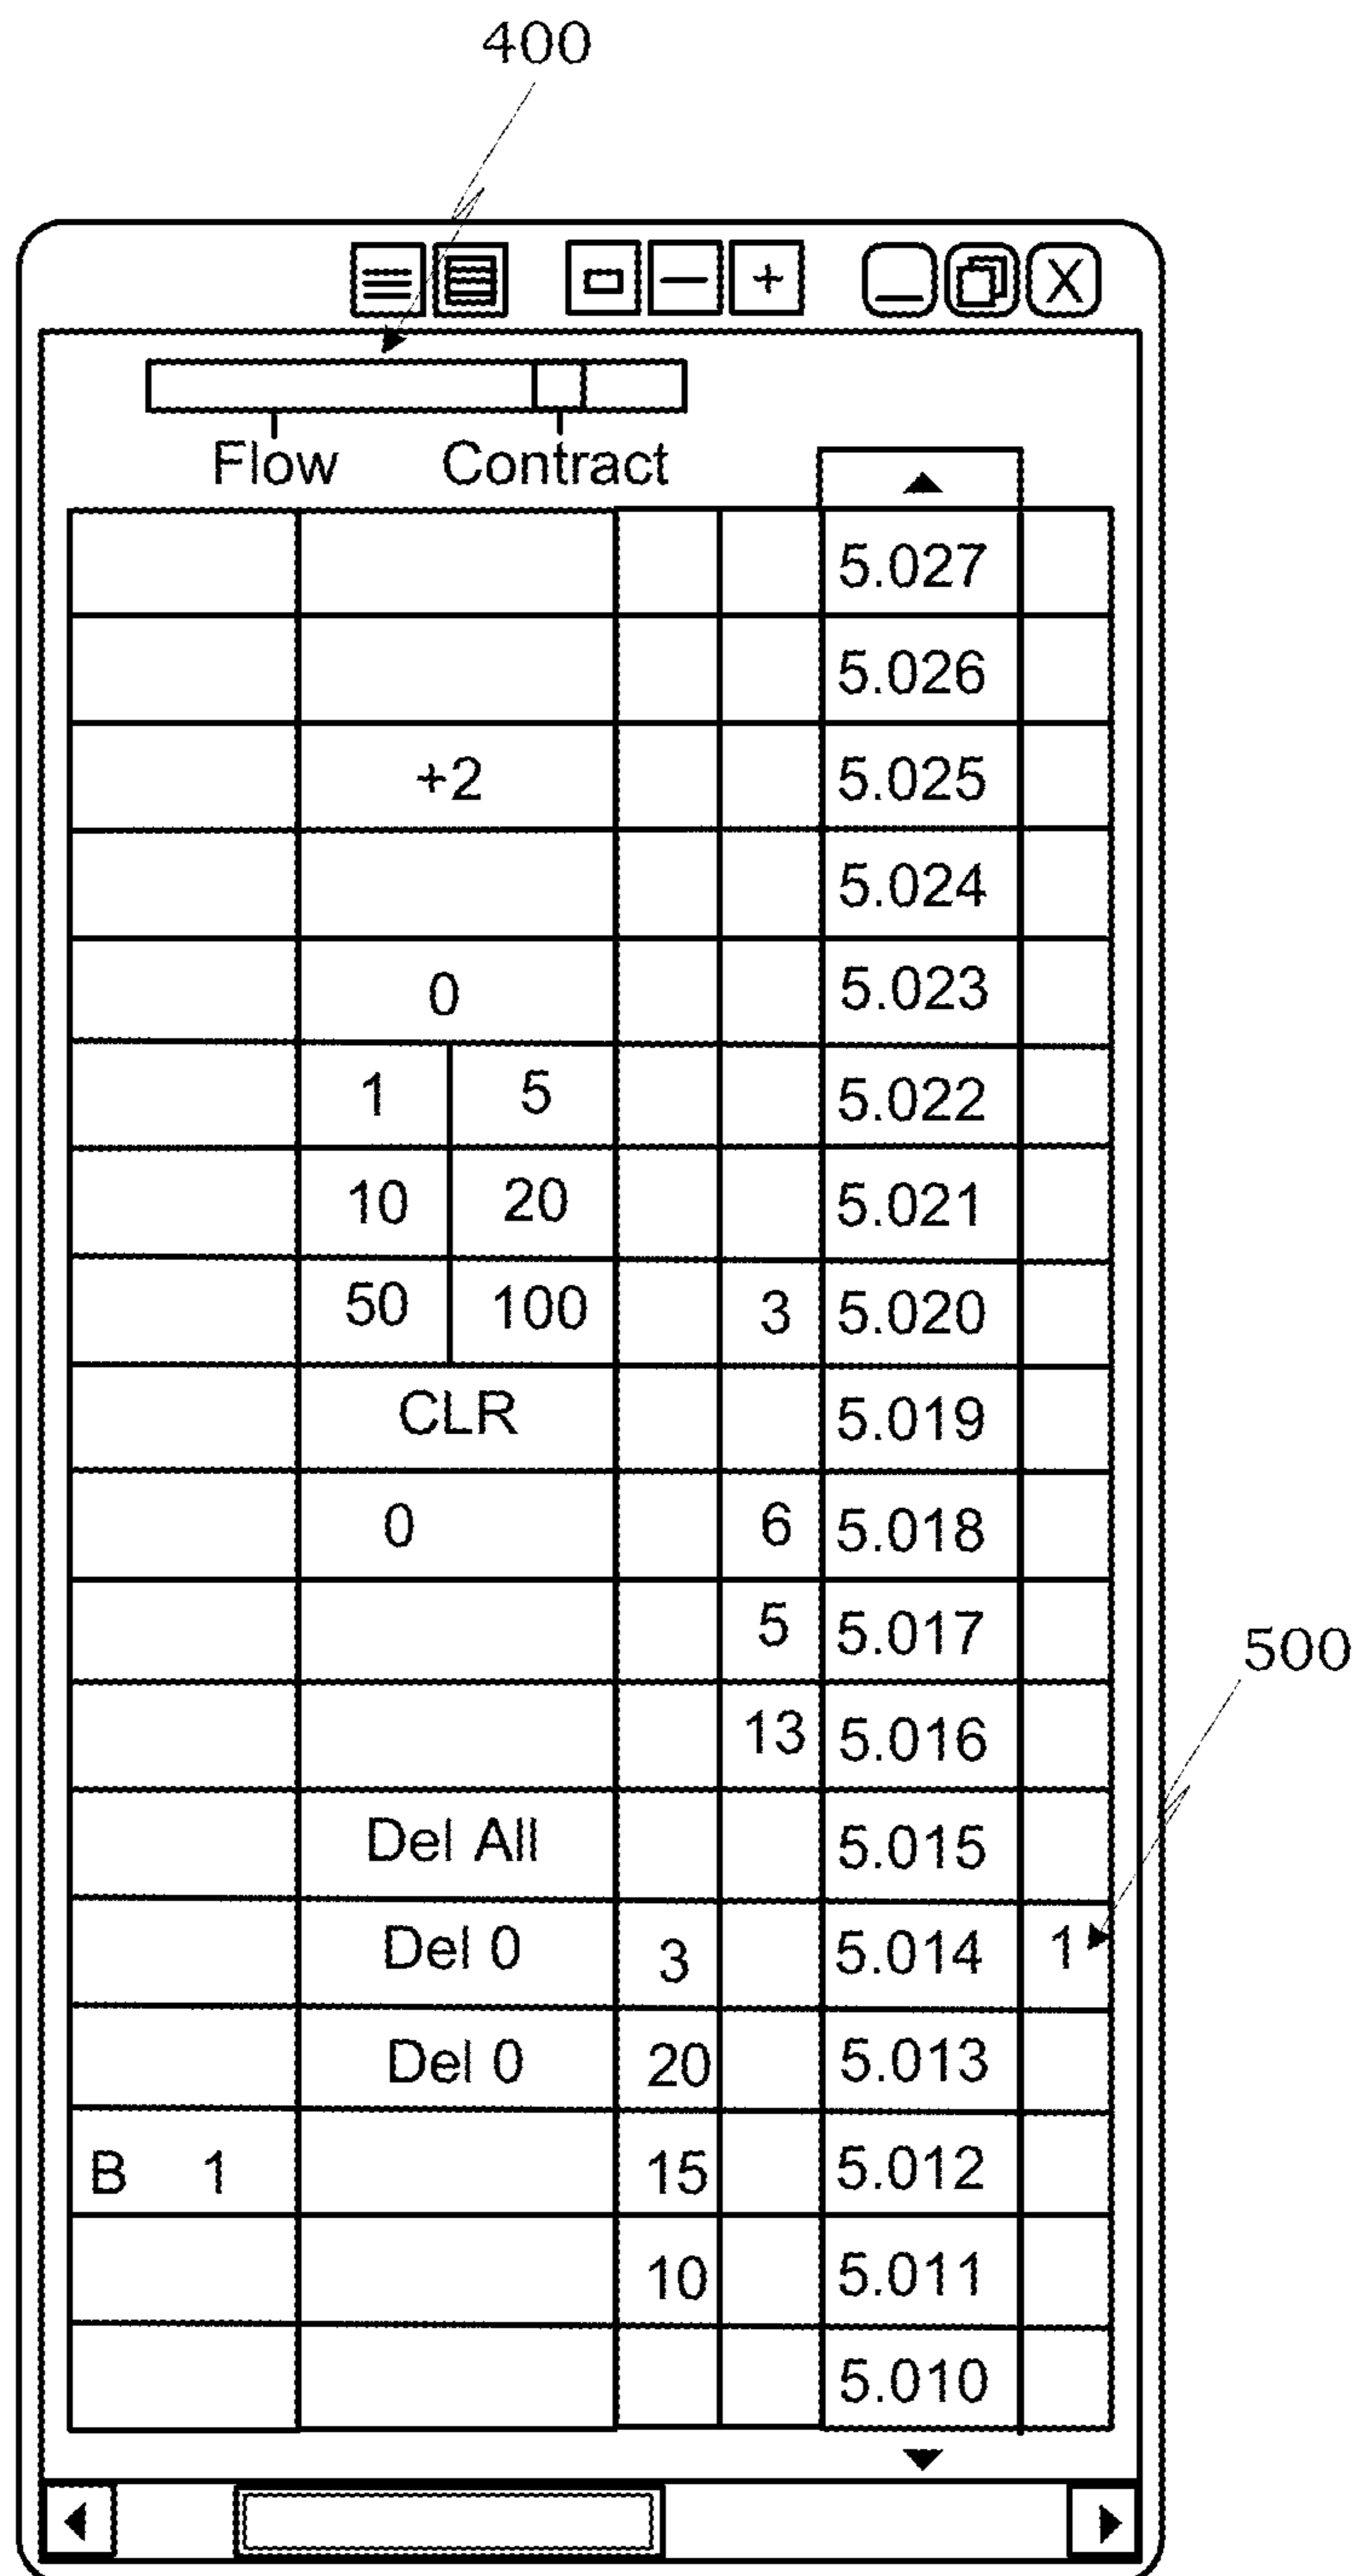 400
— + _ X
Flow Contract
5.027
5.026
+2 5.025
5.024
0 5.023
1 5 5.022
10 20 5.021
50 100 3 5.020
CLR 5.019
0 6 5.018
5 5.017
500
13 5.016
Del All 5.015
Del 0 3 5.014 1
Del 0 20 5.013
B 1 15 5.012
10 5.011
5.010